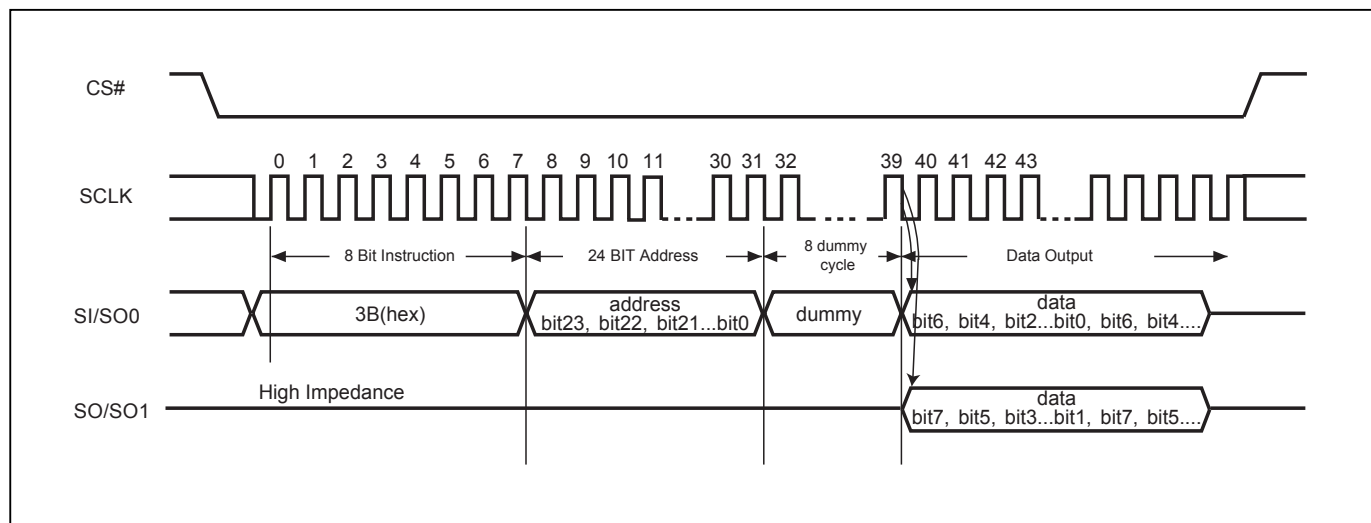 CS#
0 1 2 3 4 5 6 7 8 9 10 11 30 31 32 39 40 41 42 43
SCLK
8 Bit Instruction
24 BIT Address
8 dummy
cycle
Data Output
SI/SO0
3B(hex)
address
bit23, bit22, bit21...bit0
dummy
data
bit6, bit4, bit2...bit0, bit6, bit4....
SO/SO1
High Impedance
data
bit7, bit5, bit3...bit1, bit7, bit5....